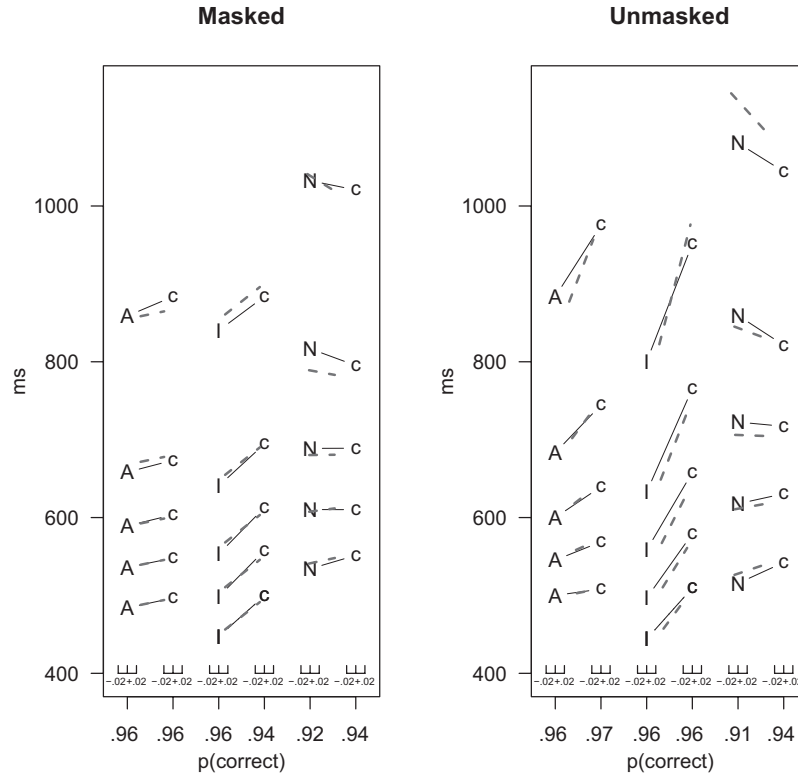 Masked Unmasked
N
1000 N c 1000 c
c c
A c I c A
N N
800 c 800 I c
ms ms
c c
A c I c N c A N c
I
c c
600 A c I N c 600 A c I N c
A c I c N c A c I c N c
A c I c A c I c
I I
400 400
−.02+.02 −.02+.02 −.02+.02 −.02+.02 −.02+.02 −.02+.02 −.02+.02 −.02+.02 −.02+.02 −.02+.02 −.02+.02 −.02+.02
.96 .96 .96 .94 .92 .94 .96 .97 .96 .96 .91 .94
p(correct) p(correct)